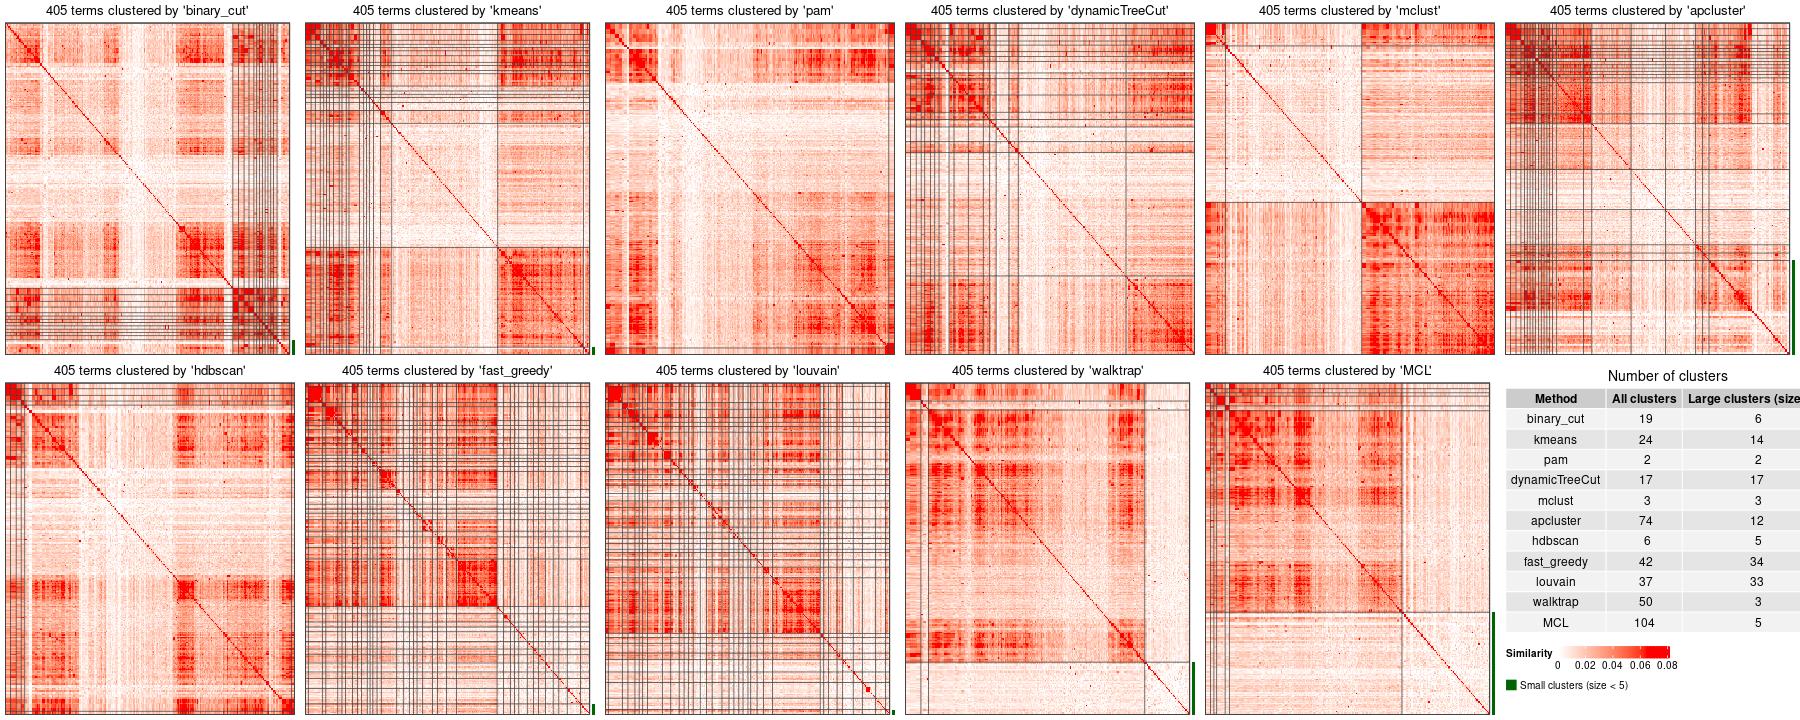 405 terms clustered by 'binary_cut'
405 terms clustered by 'kmeans'
405 terms clustered by 'pam'
405 terms clustered by 'dynamicTreeCut'
405 terms clustered by 'mclust'
405 terms clustered by 'apcluster'
405 terms clustered by 'hdbscan'
405 terms clustered by 'fast_greedy'
405 terms clustered by 'louvain'
405 terms clustered by 'walktrap'
405 terms clustered by 'MCL'
Number of clusters
Method All clusters Large clusters (size
binary_cut 19 6
kmeans 24 14
pam 2 2
dynamicTreeCut 17 17
mclust 3 3
apcluster 74 12
hdbscan 6 5
fast_greedy 42 34
louvain 37 33
walktrap 50 3
MCL 104 5
Similarity
0 0.02 0.04 0.06 0.08
Small clusters (size < 5)